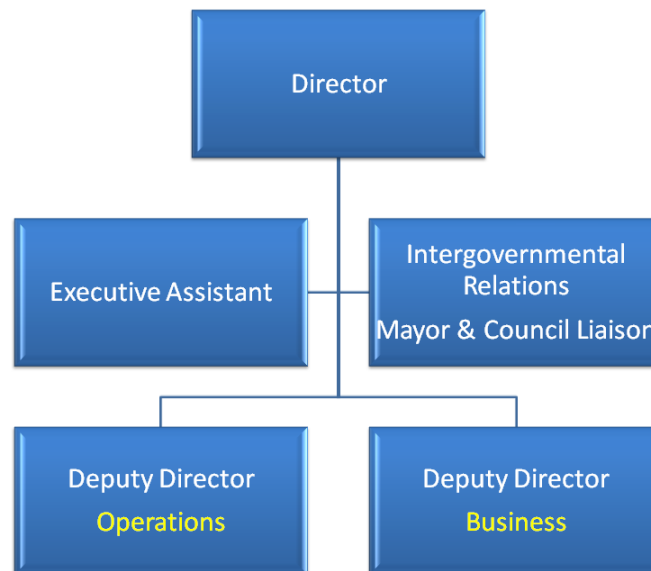 Director
Executive Assistant
Intergovernmental
Relations
Mayor & Council Liaison
Deputy Director
Operations
Deputy Director
Business